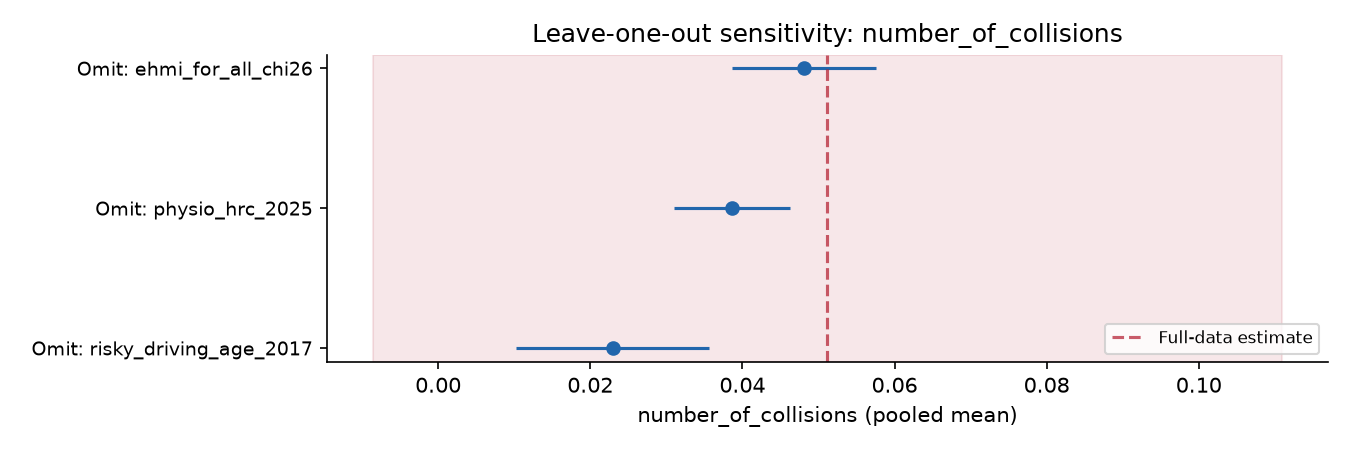 Leave-one-out sensitivity: number_of_collisions
Omit: ehmi_for_all_chi26
Omit: physio_hrc_2025
Omit: risky_driving_age_2017
Full-data estimate
0.00 0.02 0.04 0.06 0.08 0.10
number_of_collisions (pooled mean)